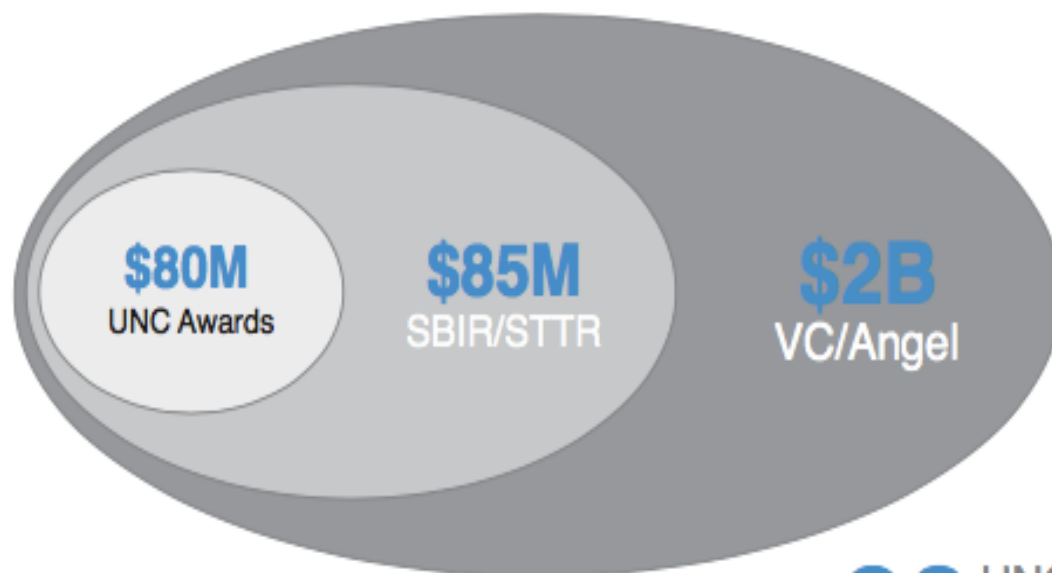 $80M
UNC Awards
$85M
SBIR/STTR
$2B
VC/Angel